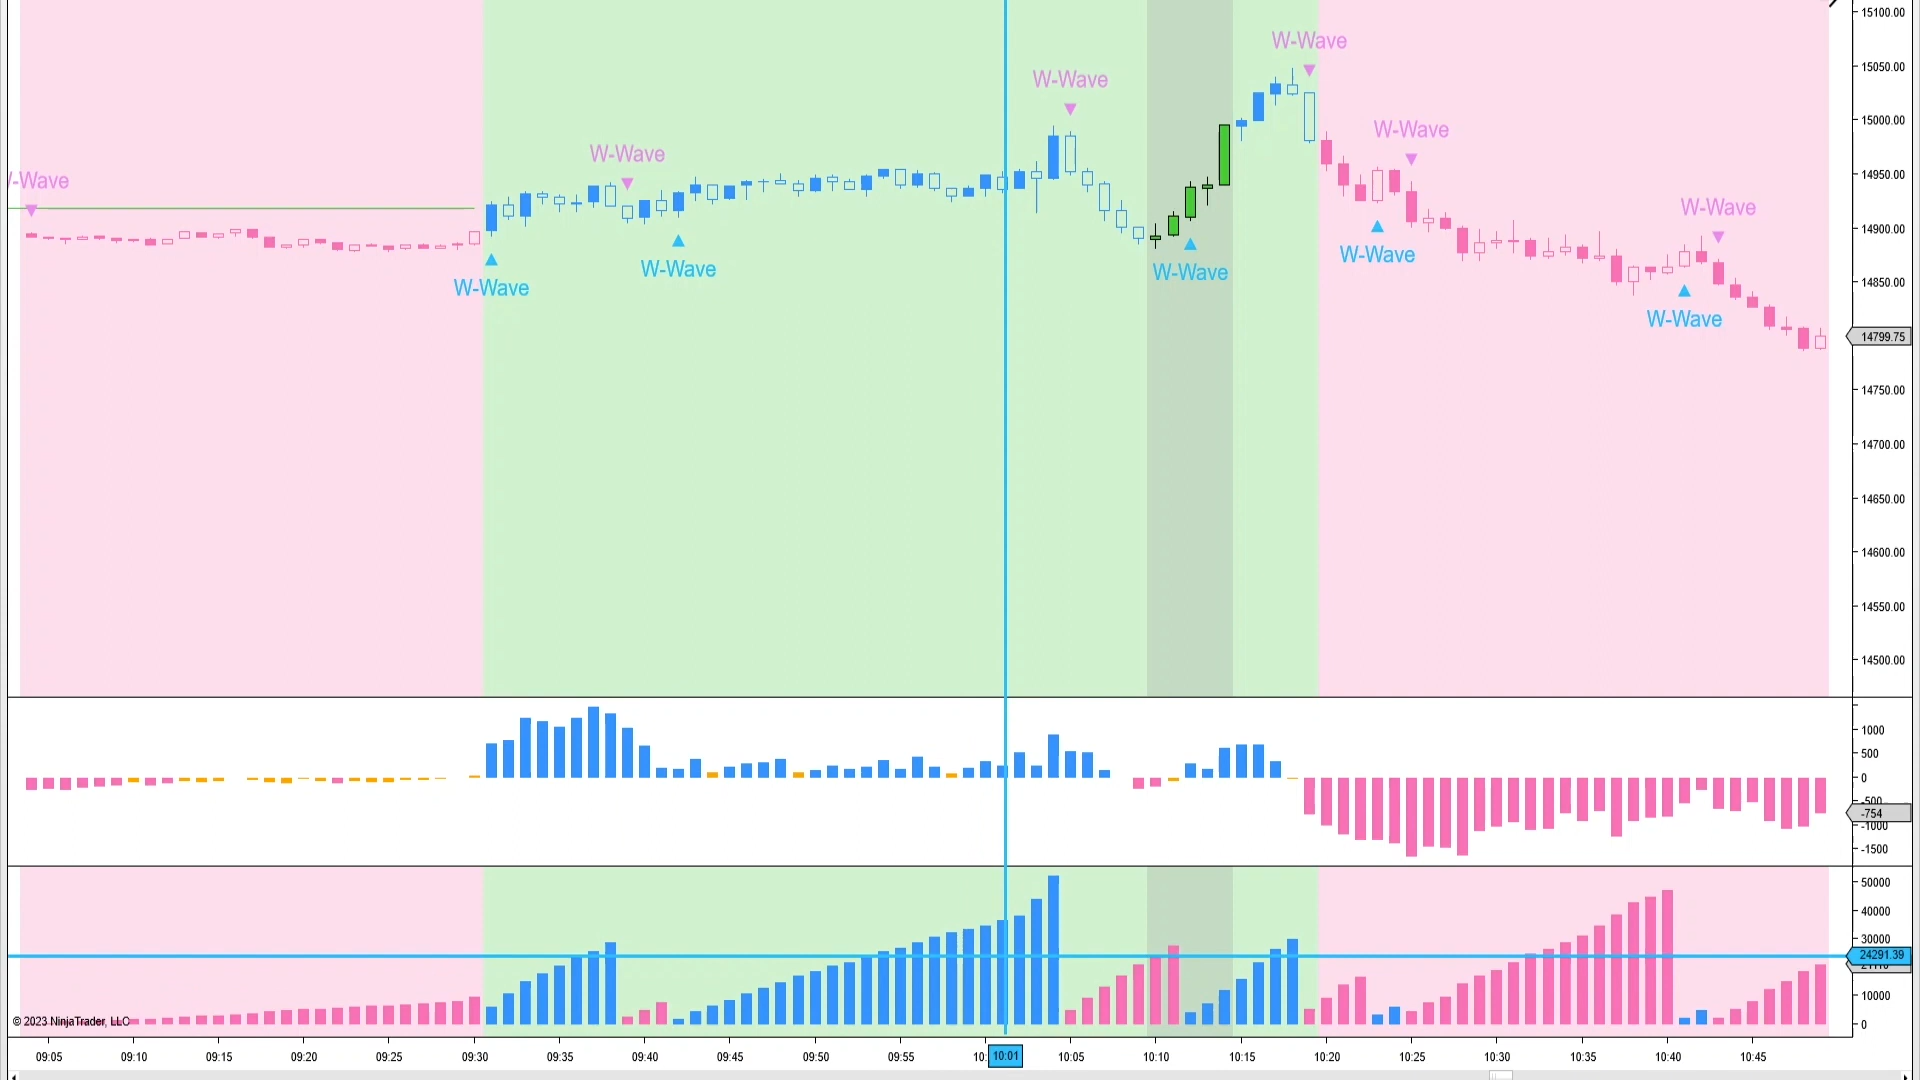 15100.00
15050.00
15000.00
14950.00
14900.00
14850.00
14799.75
14750.00
14700.00
14650.00
14600.00
14550.00
14500.00
W-Wave
W-Wave
W-Wave
W-Wave
-Wave
W-Wave
W-Wave
W-Wave
W-Wave
W-Wave
W-Wave
W-Wave
1000
500
0
-500
-754
-1000
-1500
50000
40000
30000
24291.39
10000
0
© 2023 NinjaTrader, LLC
09:05 09:10 09:15 09:20 09:25 09:30 09:35 09:40 09:45 09:50 09:55 10: 10:01 10:05 10:10 10:15 10:20 10:25 10:30 10:35 10:40 10:45